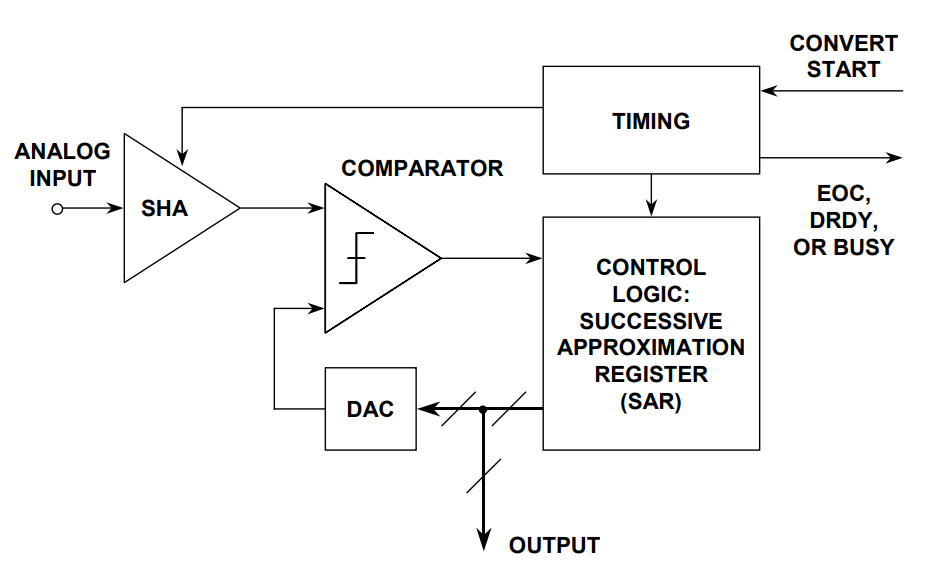 CONVERT
START
TIMING
ANALOG
INPUT
COMPARATOR
SHA
EOC,
DRDY,
OR BUSY
CONTROL
LOGIC:
SUCCESSIVE
APPROXIMATION
REGISTER
(SAR)
DAC
OUTPUT